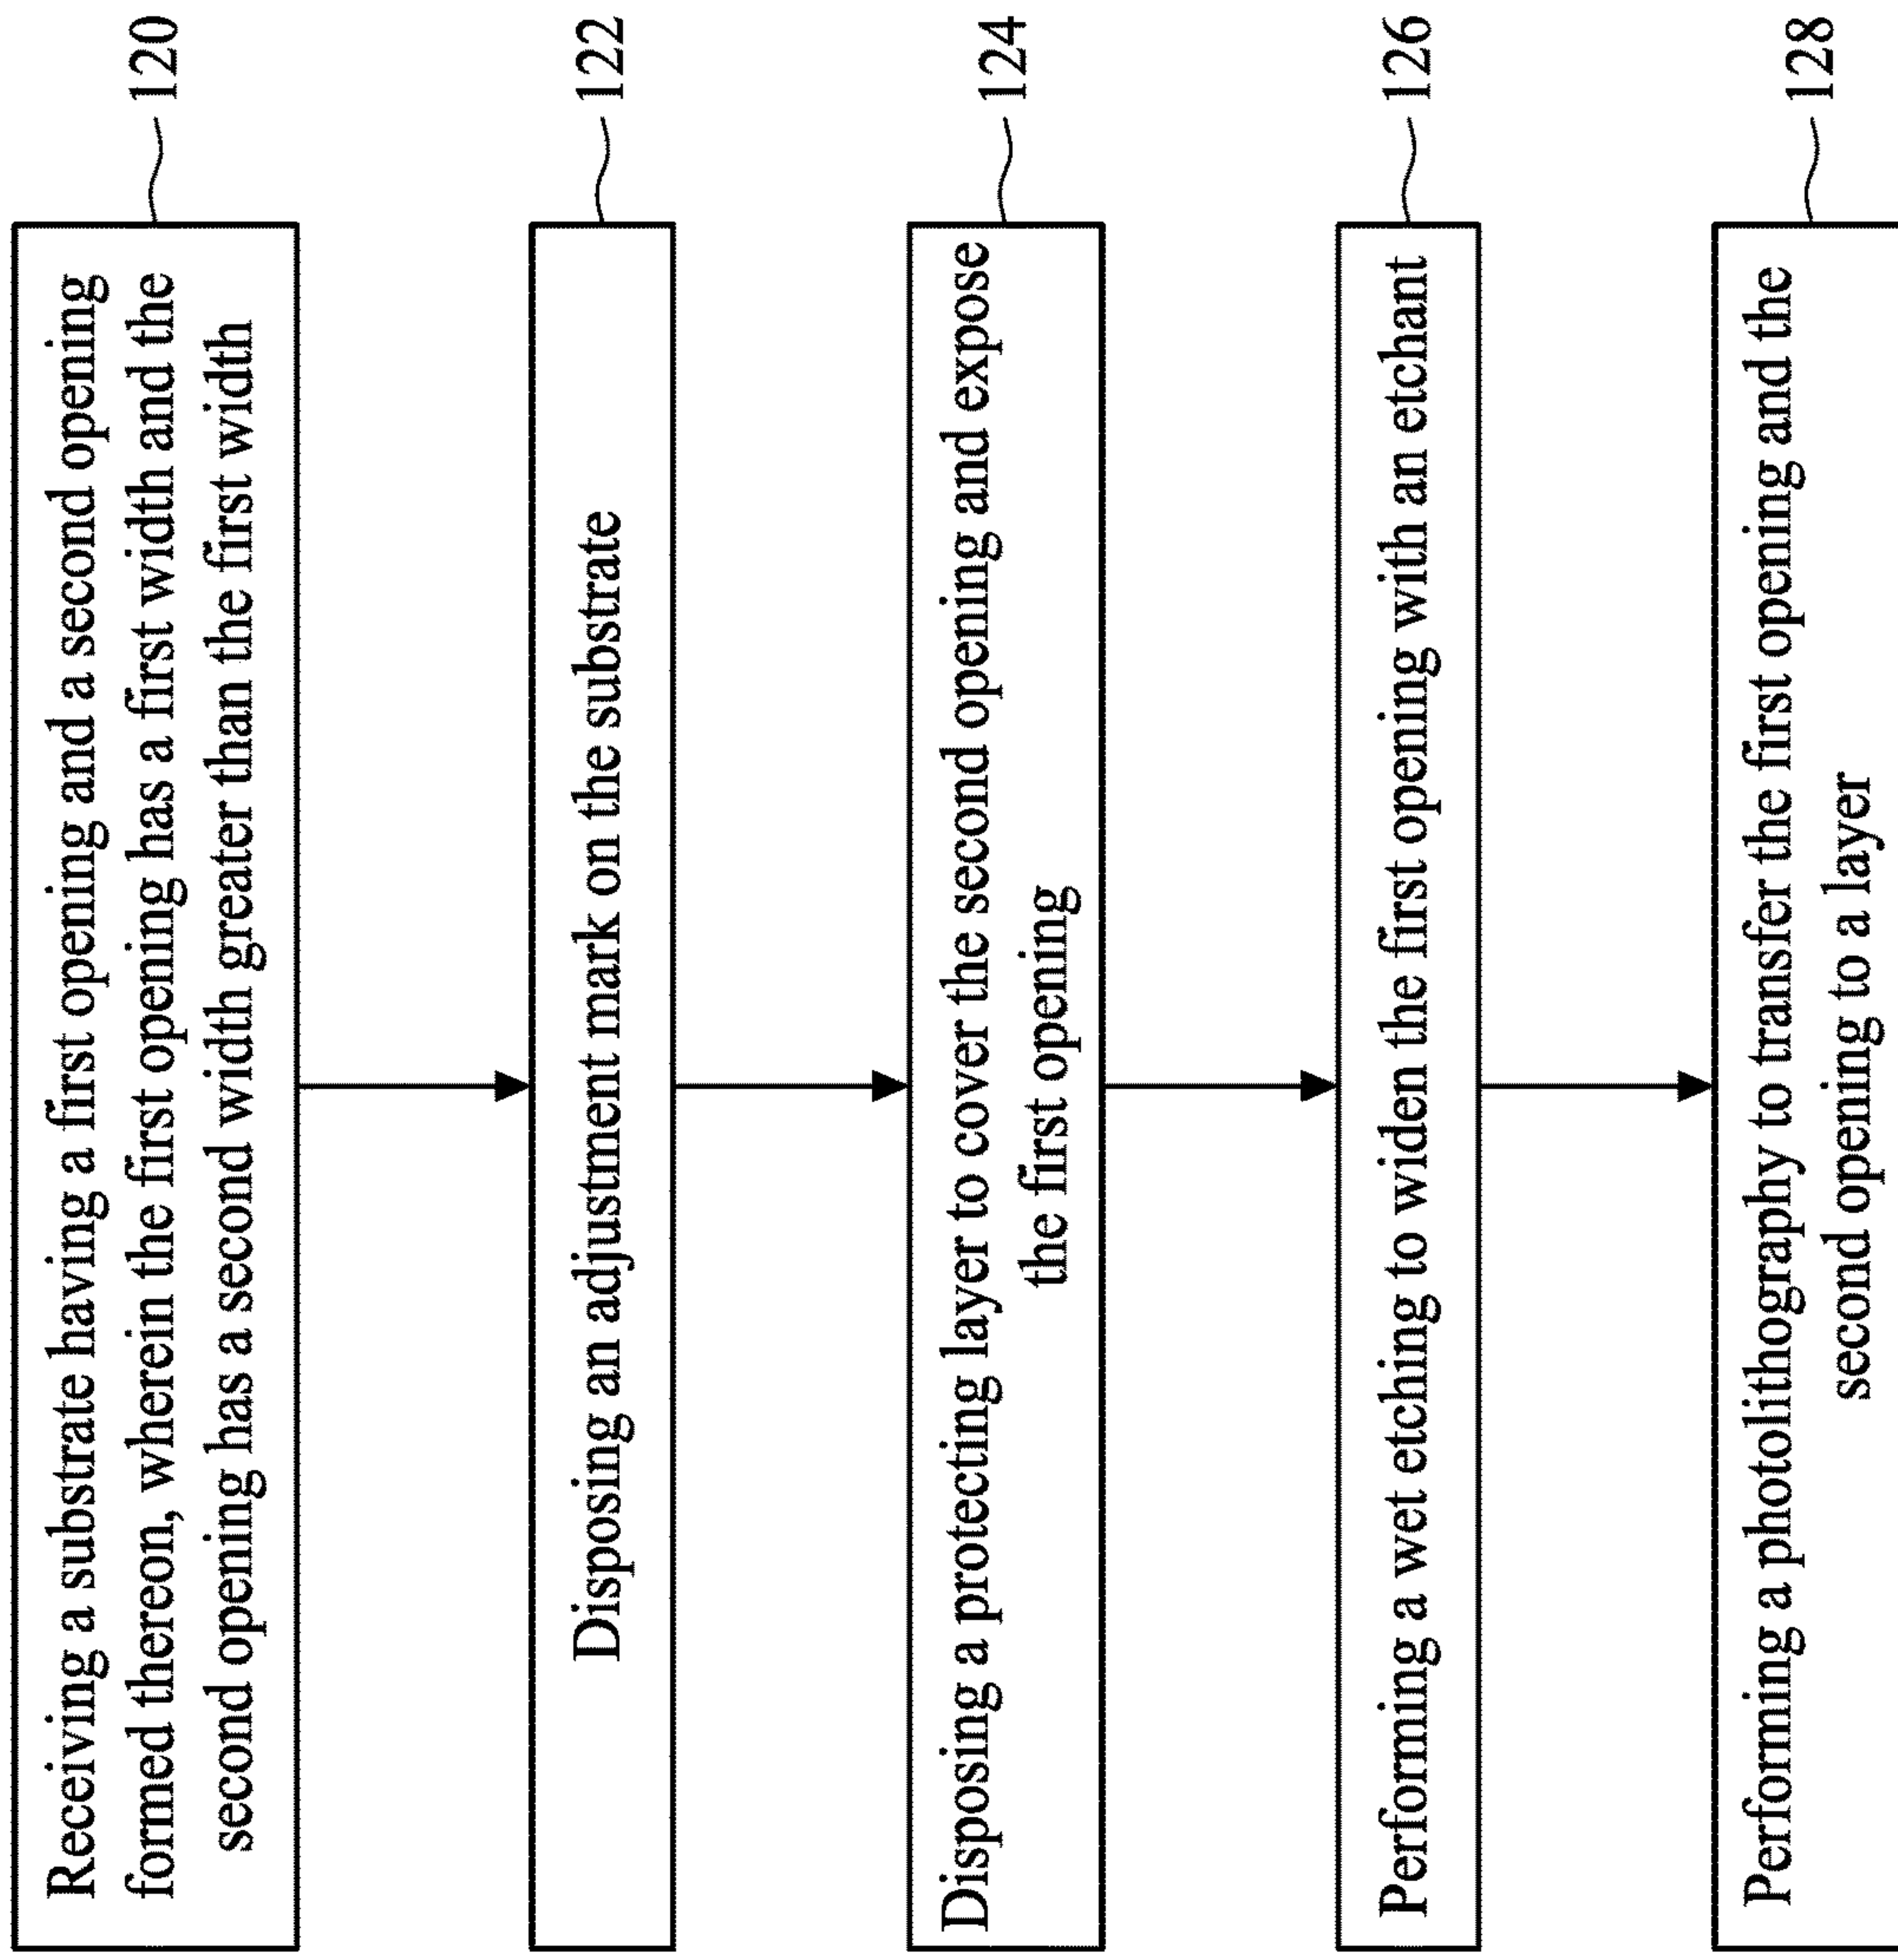 Receiving a substrate having a first opening and a second opening
formed thereon, wherein the first opening has a first width and the
second opening has a second width greater than the first width
120
Disposing an adjustment mark on the substrate
122
Disposing a protecting layer to cover the second opening and expose
the first opening
124
Performing a wet etching to widen the first opening with an etchant
126
Performing a photolithography to transfer the first opening and the
second opening to a layer
128